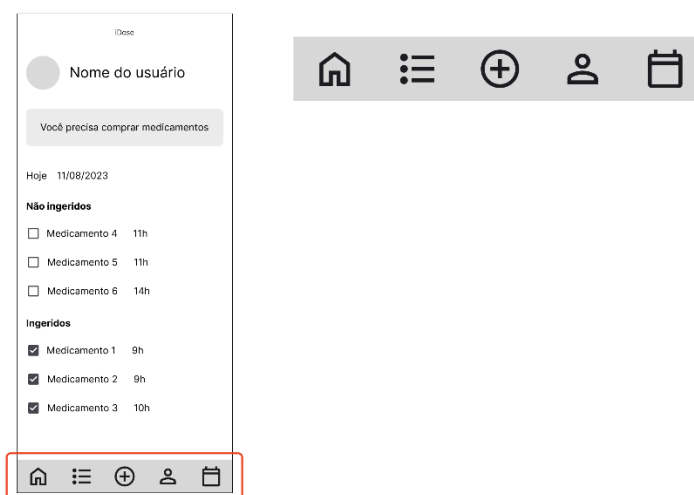 iDose
Nome do usuário
Você precisa comprar medicamentos
Hoje 11/08/2023
Não ingeridos
Medicamento 4 11h
Medicamento 5 11h
Medicamento 6 14h
Ingeridos
Medicamento 1 9h
Medicamento 2 9h
Medicamento 3 10h